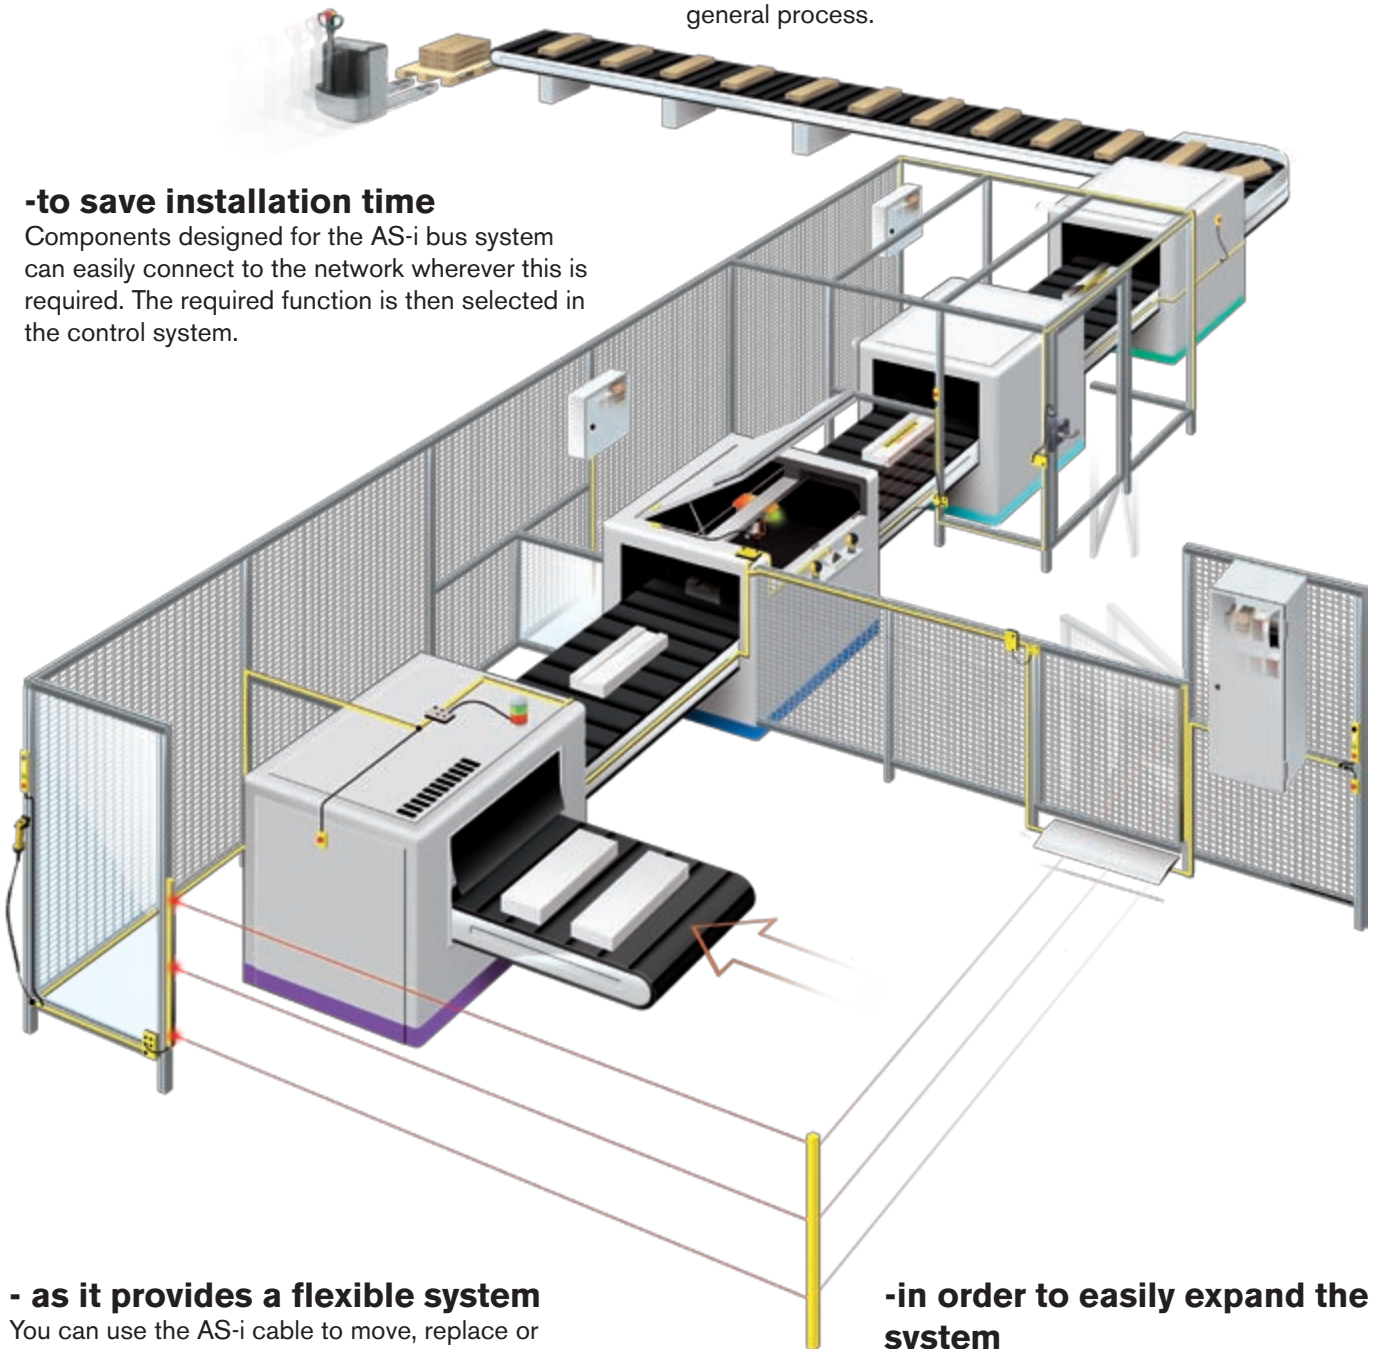 general process.
-to save installation time
Components designed for the AS-i bus system
can easily connect to the network wherever this is
required. The required function is then selected in
the control system.
- as it provides a flexible system
You can use the AS-i cable to move, replace or
-in order to easily expand the
system